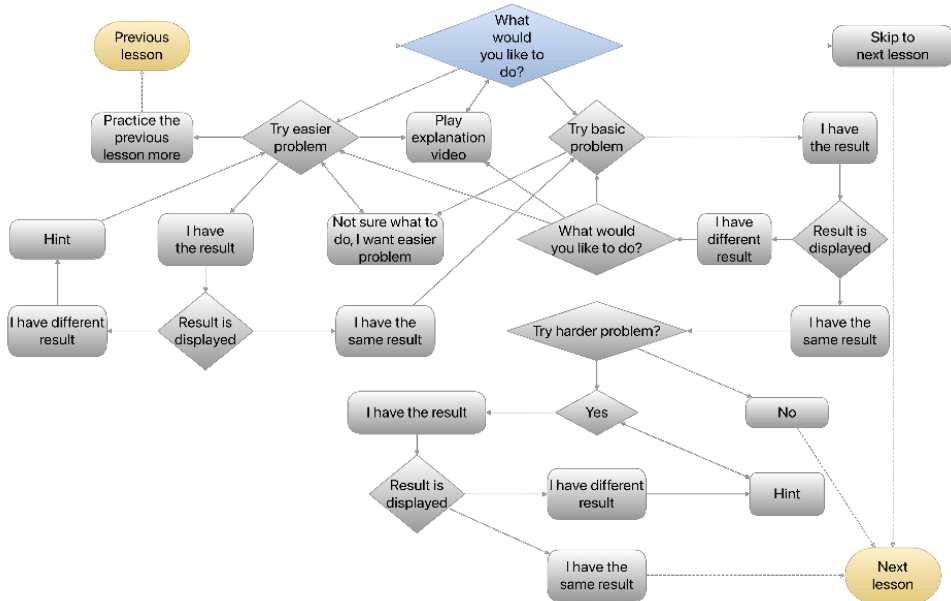 What
would
you like to
do?
Previous
lesson
Skip to
next lesson
Practice the
previous
lesson more
Try easier
problem
Play
explanation
video
Try basic
problem
I have
the result
Hint
I have
the result
Not sure what to
do, I want easier
problem
What would
you like to do?
I have
different
result
Result is
displayed
I have different
result
Result is
displayed
I have the
same result
Try harder problem?
I have the
same result
I have the result
Yes
No
Result is
displayed
I have different
result
Hint
I have the
same result
Next
lesson